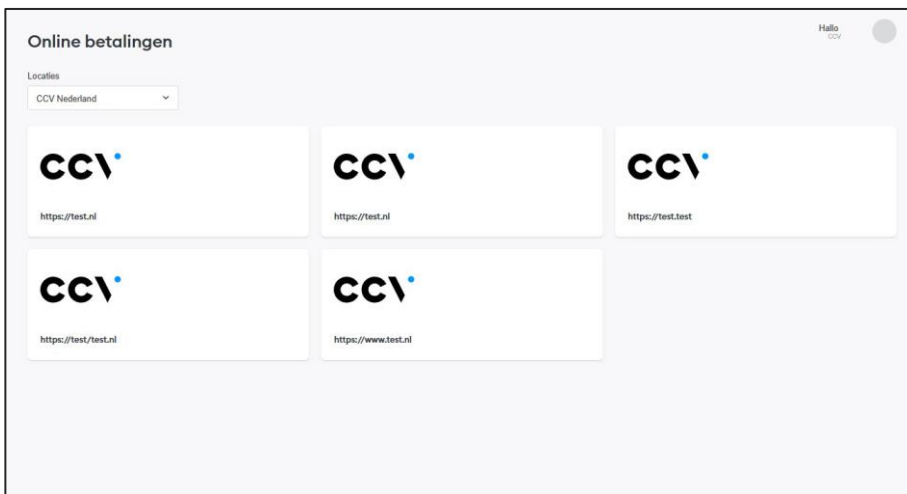 Hallo
CCV
Online betalingen
Locaties
CCV Nederland
CCV
CCV
CCV
https://test.nl
https://test.nl
https://test.test
CCV
CCV
https://test/test.nl
https://www.test.nl